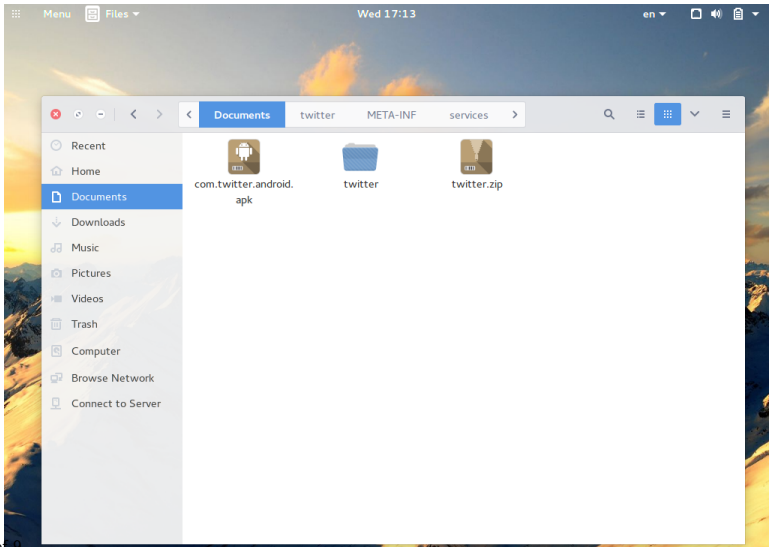 Menu Files Wed 17:13 en
Documents twitter META-INF services
Recent
Home
Documents
Downloads
Music
Pictures
Videos
Trash
Computer
Browse Network
Connect to Server
com.twitter.android.
apk
twitter
twitter.zip